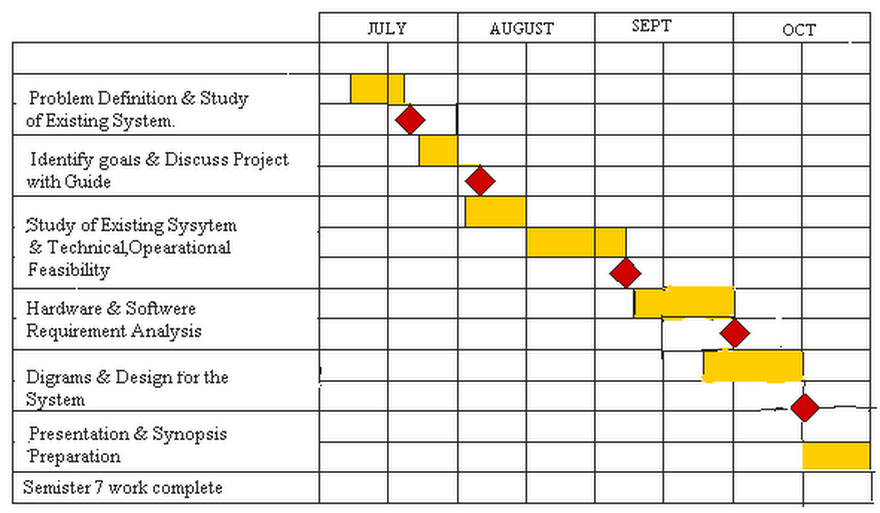 JULY AUGUST SEPT OCT
Problem Definition & Study
of Existing System.
Identify goals & Discuss Project
with Guide
Study of Existing Sysytem
& Technical,Opearational
Feasibility
Hardware & Softwere
Requirement Analysis
Digrams & Design for the
System
Presentation & Synopsis
Preparation
Semister 7 work complete